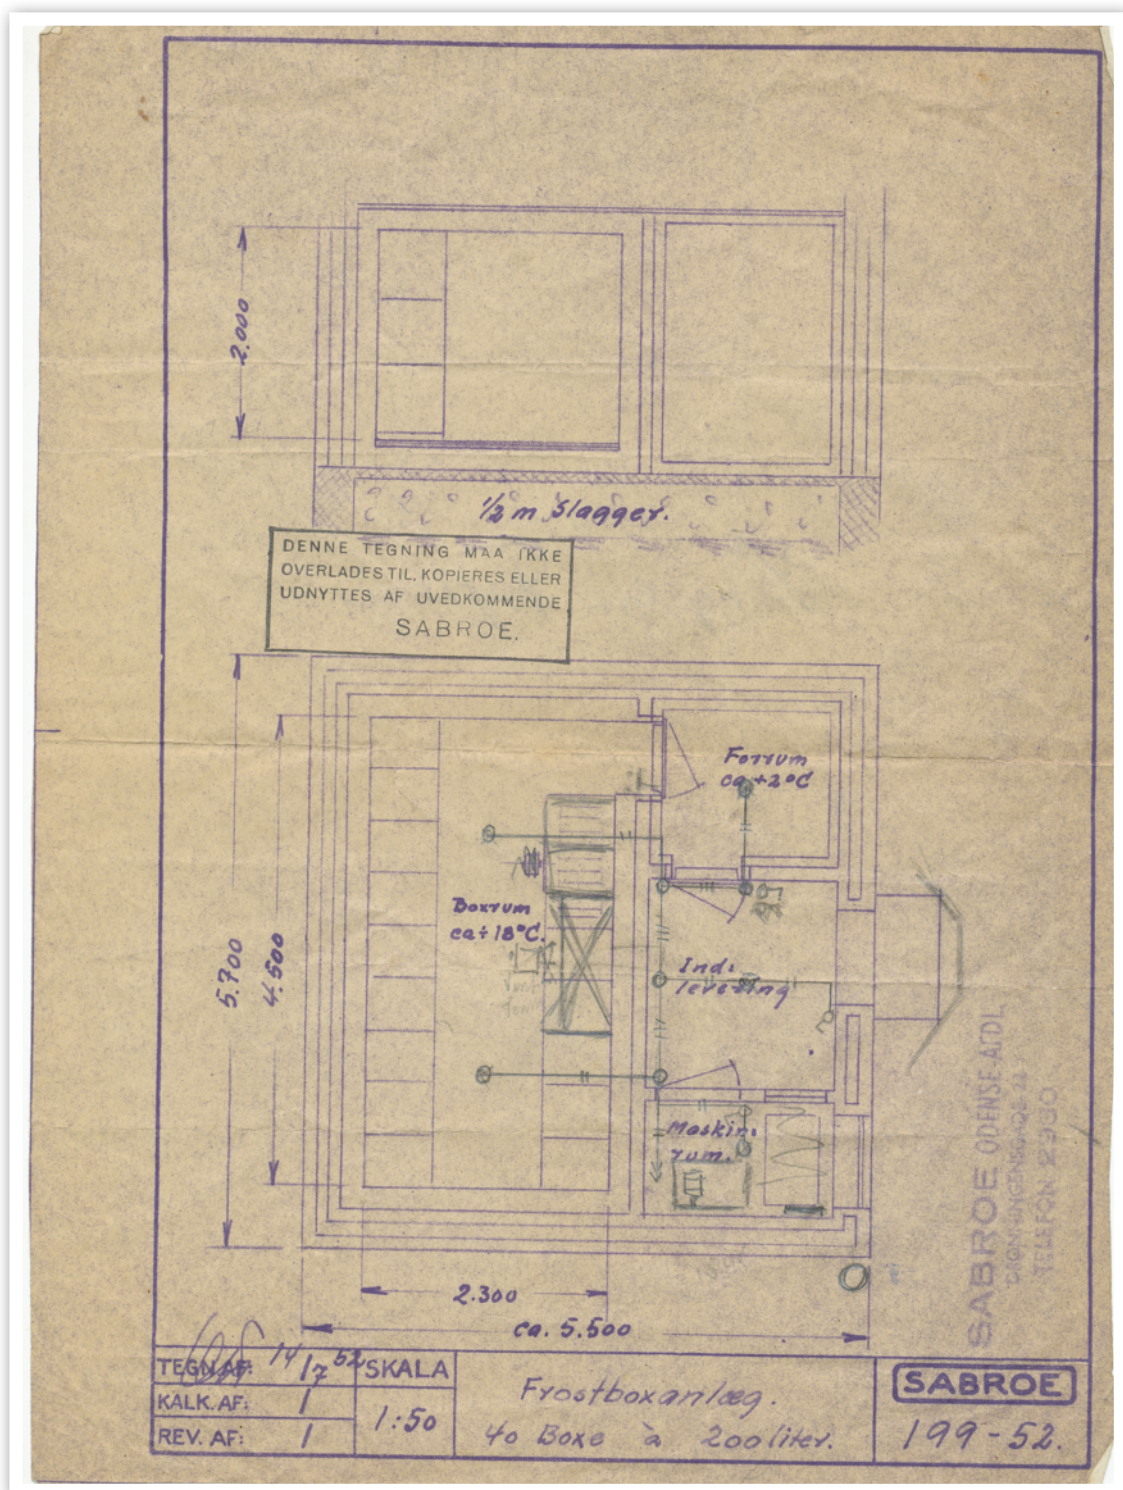 2.000
1/2 m Slagger.
DENNE TEGNING MAA IKKE
OVERLADES TIL, KOPIERES ELLER
UDNYTTES AF UVEDKOMMENDE
SABROE.
Forrum
ca +2°C
Boxrum
ca ÷ 18°C.
Ind.
levering
5.700
4.500
Maskin.
rum.
SABROE ODENSE AFDL
TELEFON
2.300
ca. 5.500
TEGN. AF: 14/7 52
KALK. AF: /
REV. AF: /
SKALA
1:50
Frostboxanlæg.
40 Boxe à 200 liter.
SABROE
199-52.